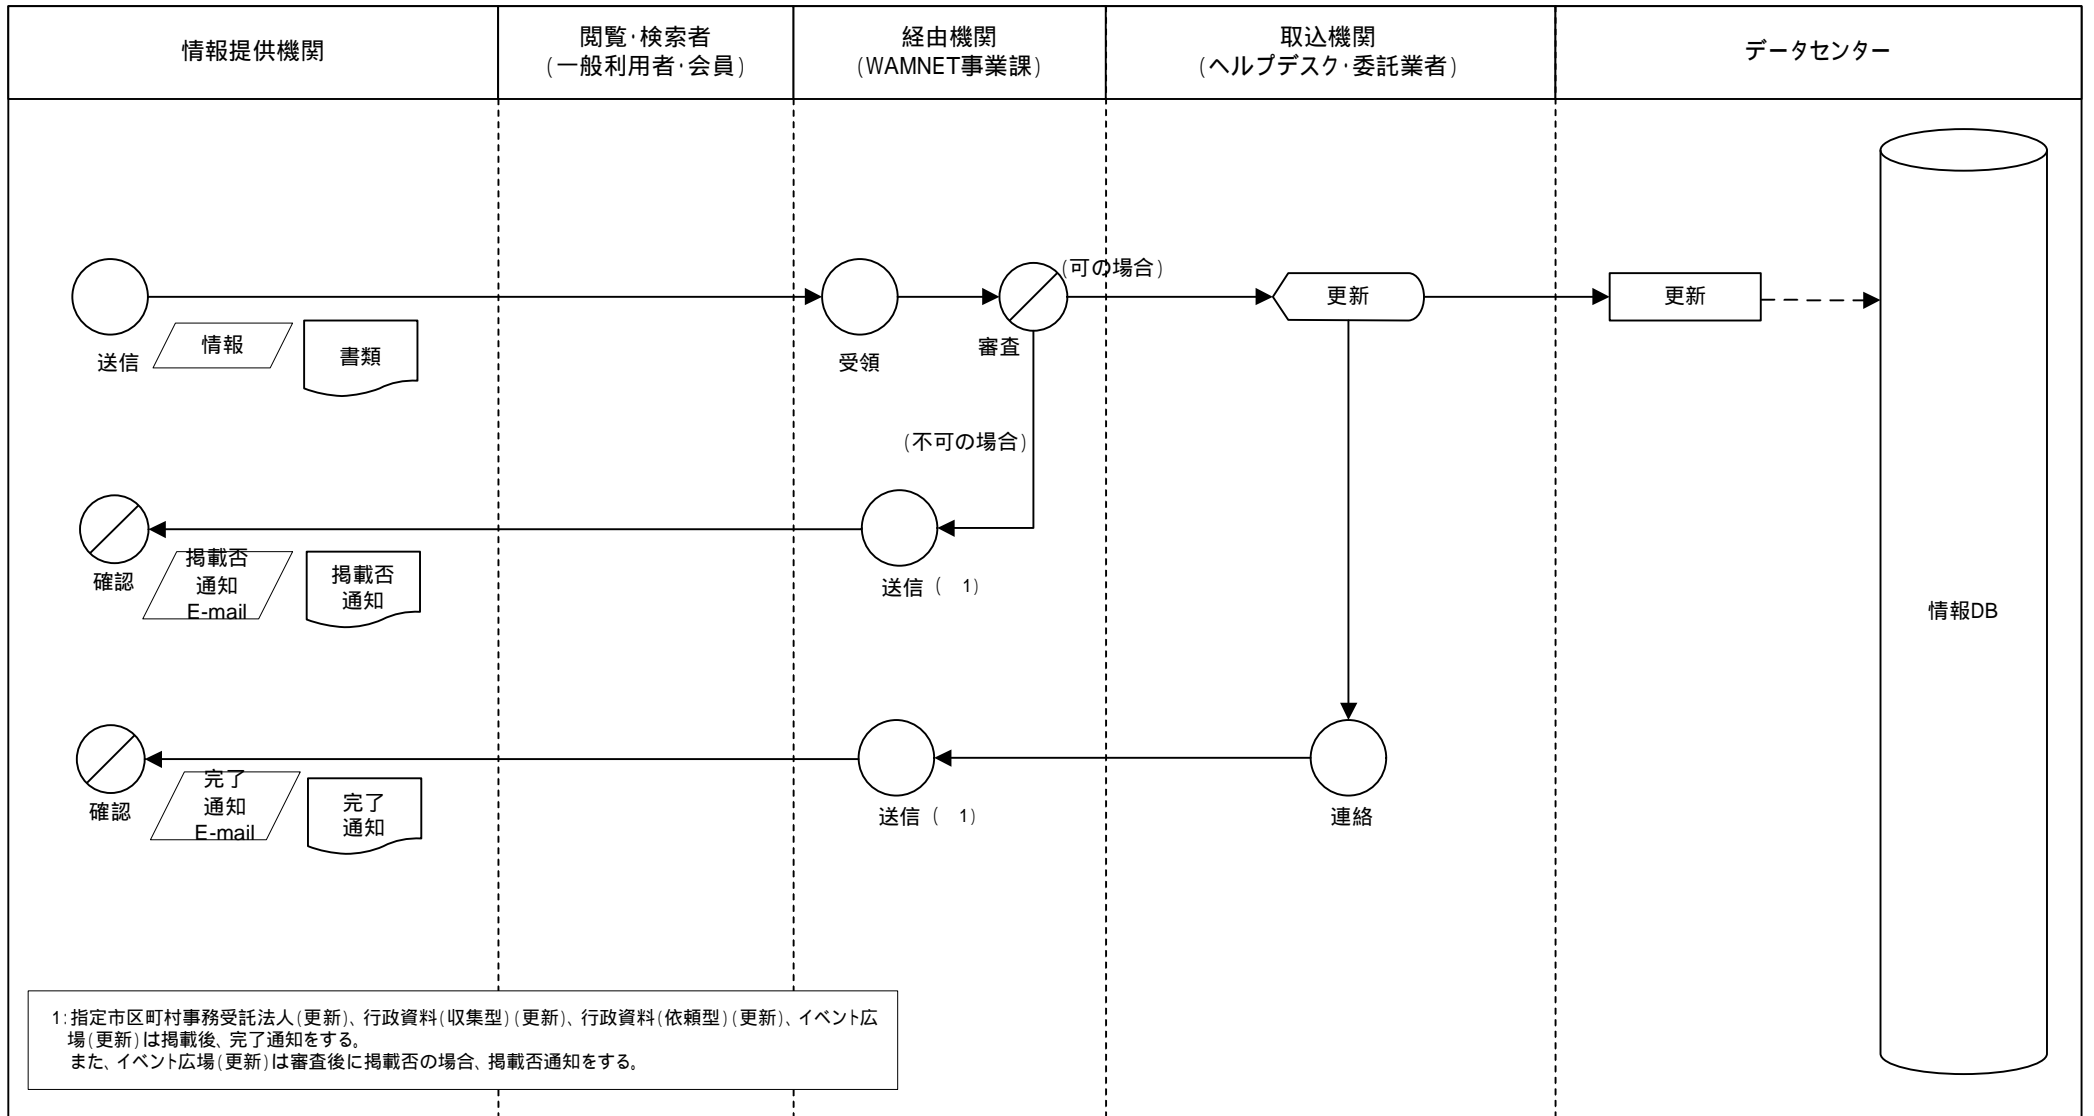 情報提供機関
閲覧･検索者
(一般利用者･会員)
経由機関
(WAMNET事業課)
取込機関
(ヘルプデスク･委託業者)
データセンター
送信
情報
書類
受領
審査
(可の場合)
更新
更新
(不可の場合)
確認
掲載否
通知
E-mail
掲載否
通知
送信( 1)
情報DB
確認
完了
通知
E-mail
完了
通知
送信( 1)
連絡
1:指定市区町村事務受託法人(更新)、行政資料(収集型)(更新)、行政資料(依頼型)(更新)、イベント広
場(更新)は掲載後、完了通知をする。
また、イベント広場(更新)は審査後に掲載否の場合、掲載否通知をする。